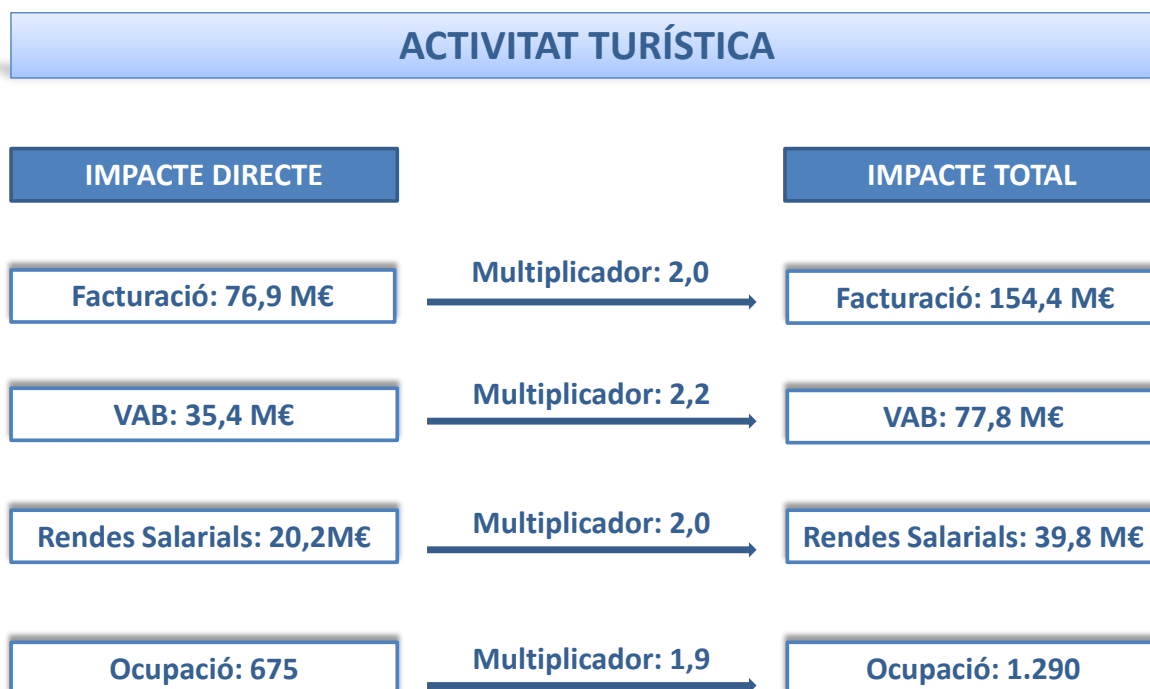 ACTIVITAT TURÍSTICA
IMPACTE DIRECTE
IMPACTE TOTAL
Facturació: 76,9 M€
Multiplicador: 2,0
Facturació: 154,4 M€
VAB: 35,4 M€
Multiplicador: 2,2
VAB: 77,8 M€
Rendes Salarials: 20,2M€
Multiplicador: 2,0
Rendes Salarials: 39,8 M€
Ocupació: 675
Multiplicador: 1,9
Ocupació: 1.290